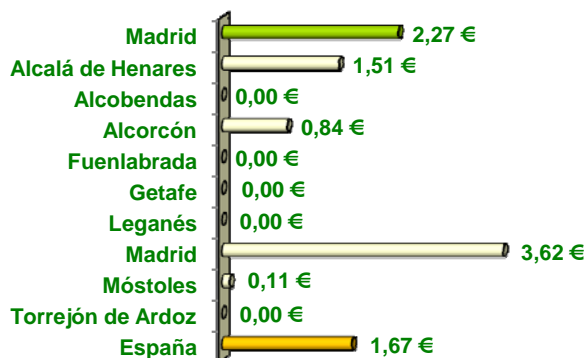 Madrid 2,27 €
Alcalá de Henares 1,51 €
Alcobendas 0,00 €
Alcorcón 0,84 €
Fuenlabrada 0,00 €
Getafe 0,00 €
Leganés 0,00 €
Madrid 3,62 €
Móstoles 0,11 €
Torrejón de Ardoz 0,00 €
España 1,67 €